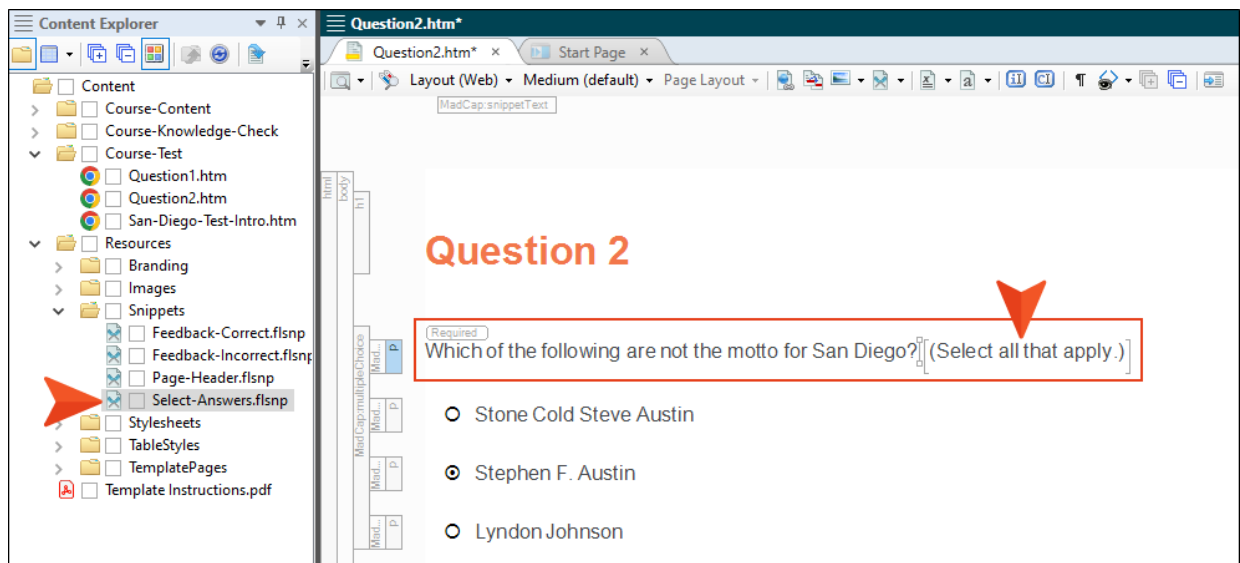 Content Explorer
Question2.htm*
Question2.htm* ×
Start Page ×
Layout (Web) Medium (default) Page Layout
Content
Course-Content
Course-Knowledge-Check
Course-Test
Question1.htm
Question2.htm
San-Diego-Test-Intro.htm
Resources
Branding
Images
Snippets
Feedback-Correct.flsnp
Feedback-Incorrect.flsnp
Page-Header.flsnp
Select-Answers.flsnp
Stylesheets
TableStyles
TemplatePages
Template Instructions.pdf
MadCap:snippetText
html
body
h1
Question 2
MadCap:multipleChoice
Mad...
p
Required
Which of the following are not the motto for San Diego? (Select all that apply.)
Mad...
p
Stone Cold Steve Austin
Mad...
p
Stephen F. Austin
Mad...
p
Lyndon Johnson